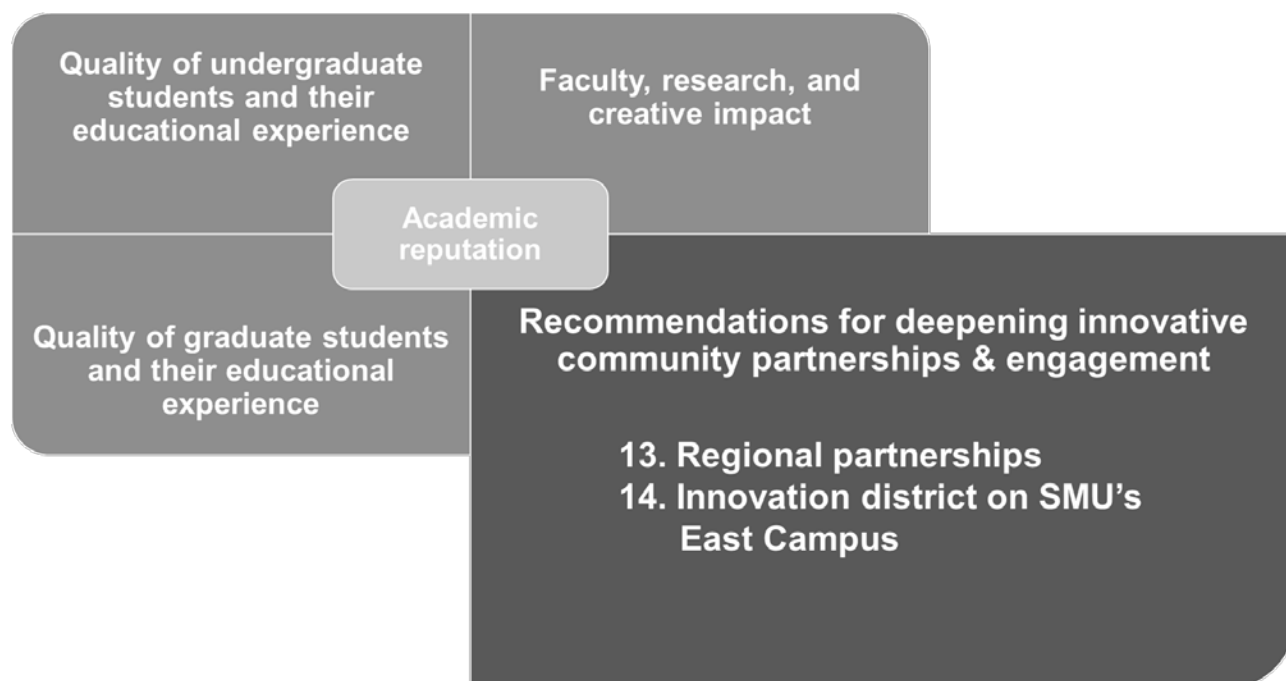 Quality of undergraduate
students and their
educational experience
Faculty, research, and
creative impact
Academic
reputation
Quality of graduate students
and their educational
experience
Recommendations for deepening innovative
community partnerships & engagement
13. Regional partnerships
14. Innovation district on SMU’s
East Campus